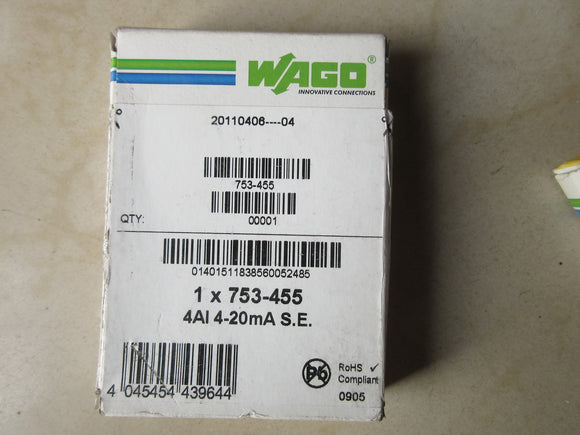 WAGO®
INNOVATIVE CONNECTIONS
20110406----04
753-455
QTY: 00001
01401511838560052485
1 x 753-455
4AI 4-20mA S.E.
4 045454 439644
Pb
RoHS ✓
Compliant
0905